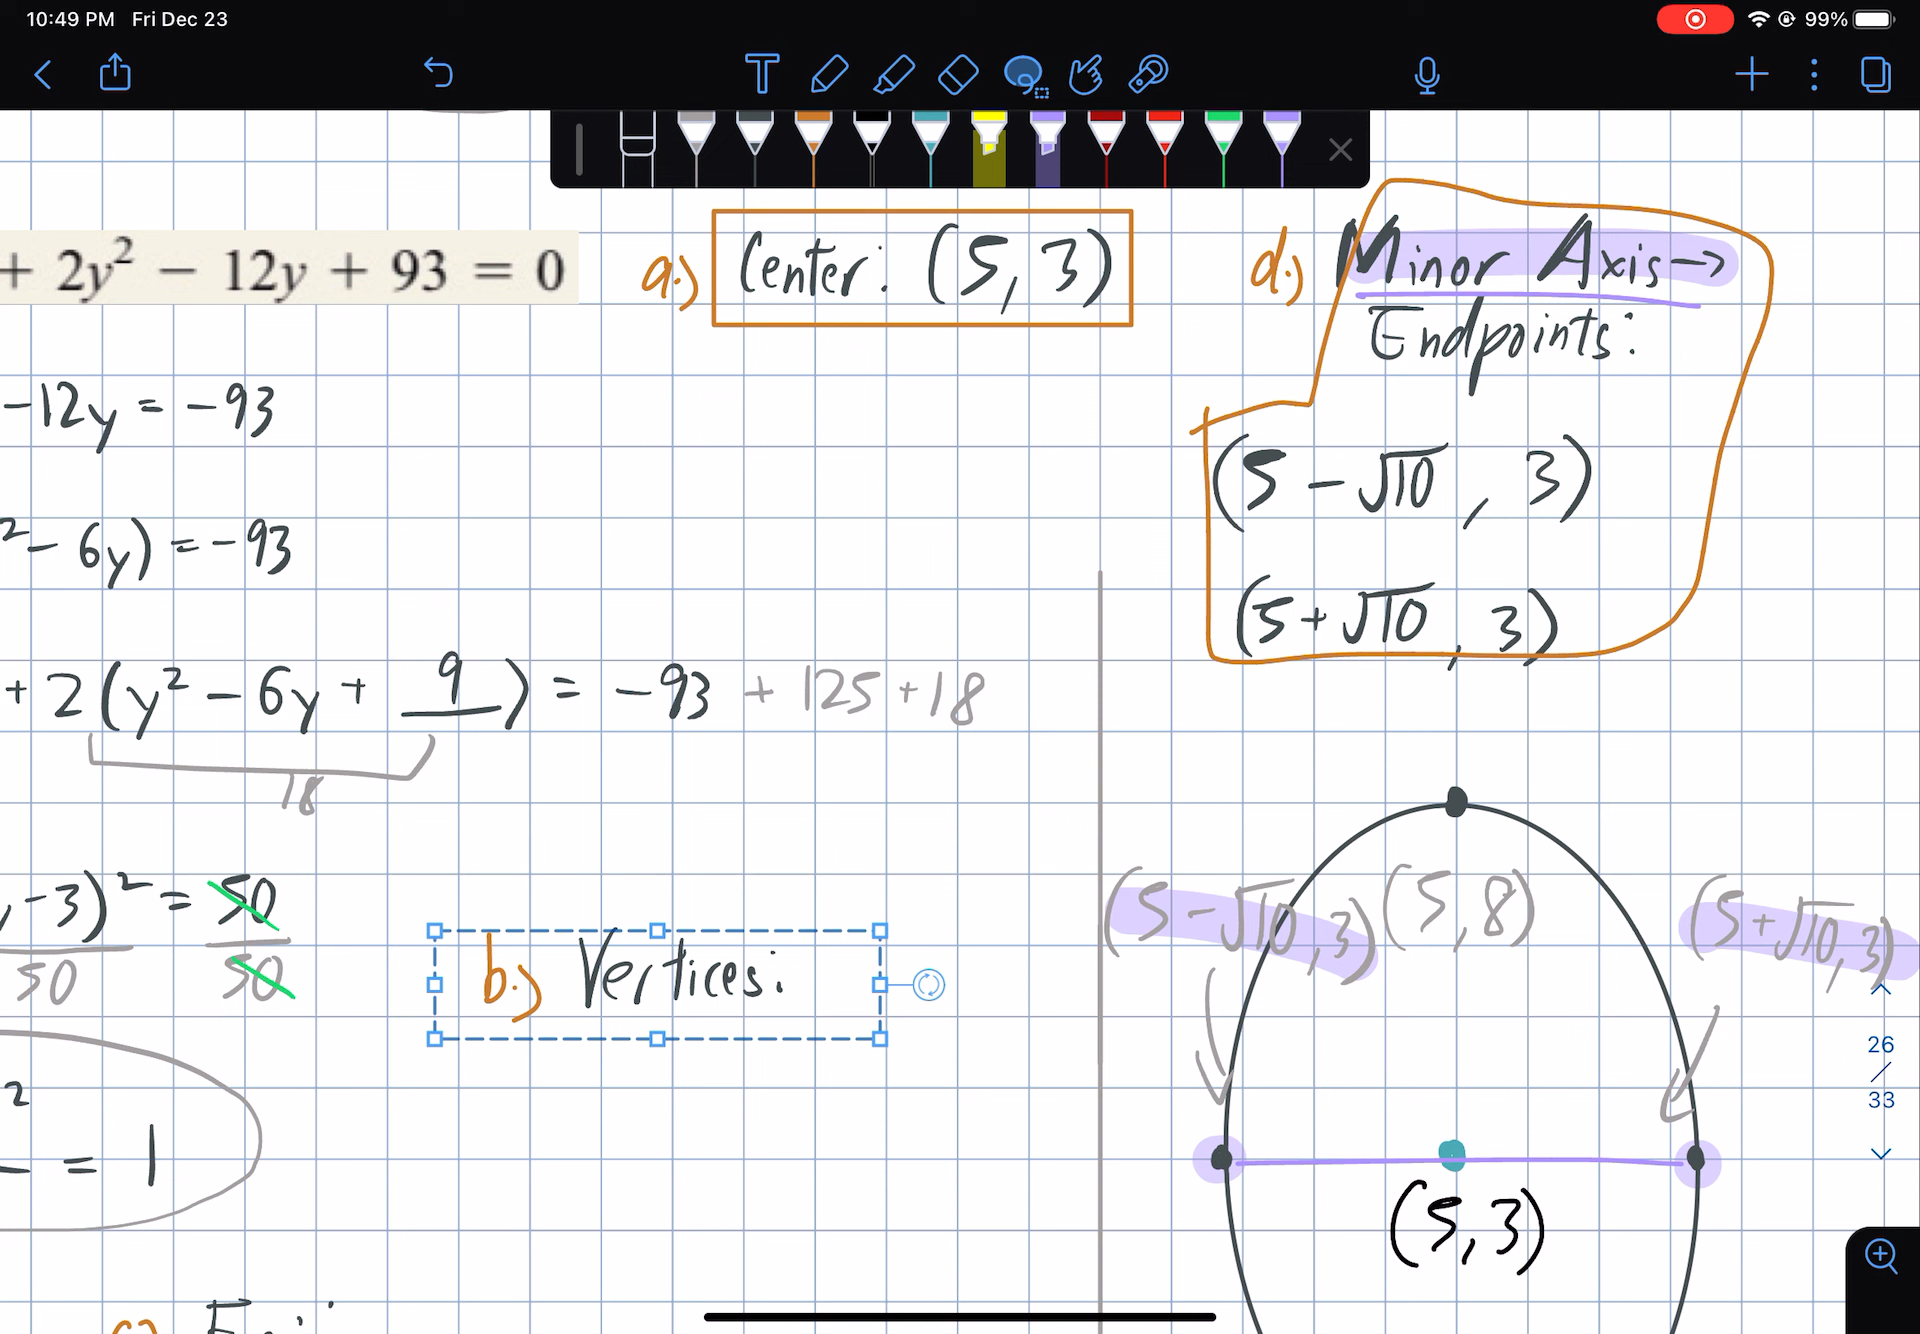 10:49 PM Fri Dec 23
99%
+ 2y² − 12y + 93 = 0
-12y = -93
² - 6y) = -93
+ 2(y² - 6y + 9) = -93 + 125 + 18
18
-3)² = 50
50 50
²
= 1
a.) Center: (5, 3)
b.) Vertices:
c)
d.) Minor Axis→
Endpoints:
(5 - √10, 3)
(5 + √10, 3)
(5 - √10, 3) (5, 8) (5 + √10, 3)
(5, 3)
26
/
33